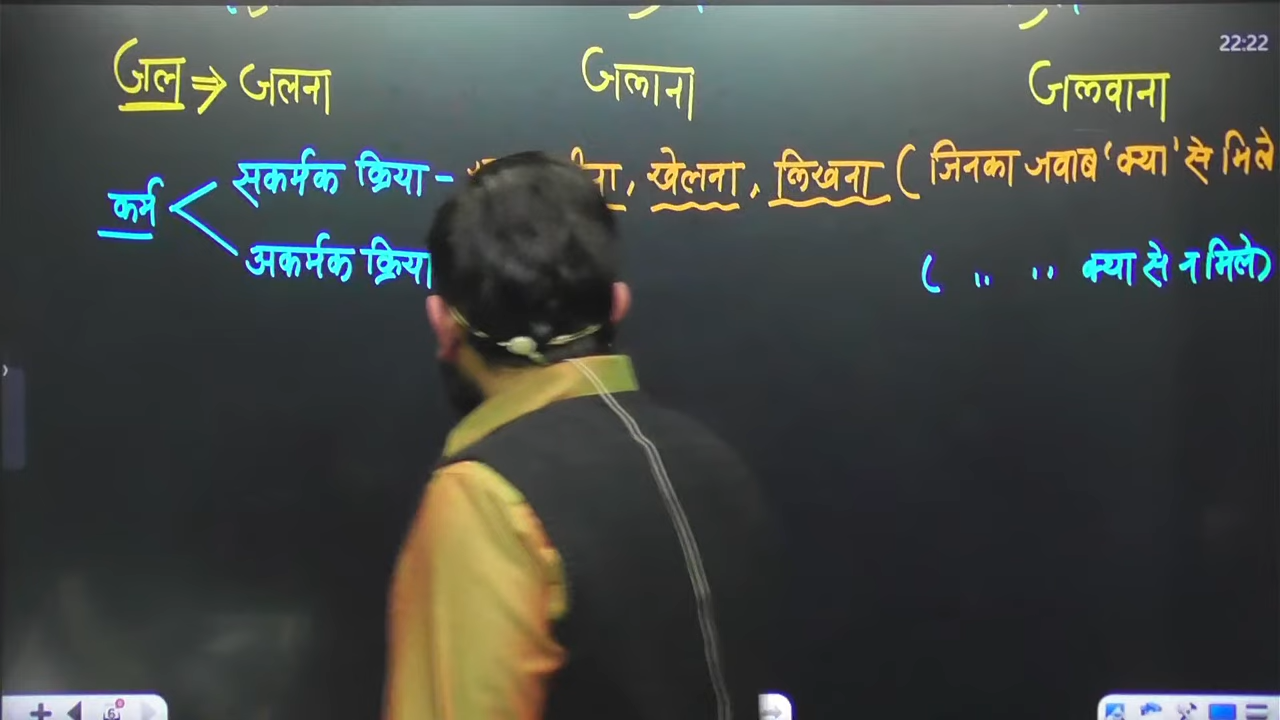 22:22
जल ⇒ जलना जलाना जलवाना
कर्म
सकर्मक क्रिया - , खेलना, लिखना ( जिनका जवाब 'क्या' से मिले
अकर्मक क्रिया ( ,, ,, क्या से न मिले)